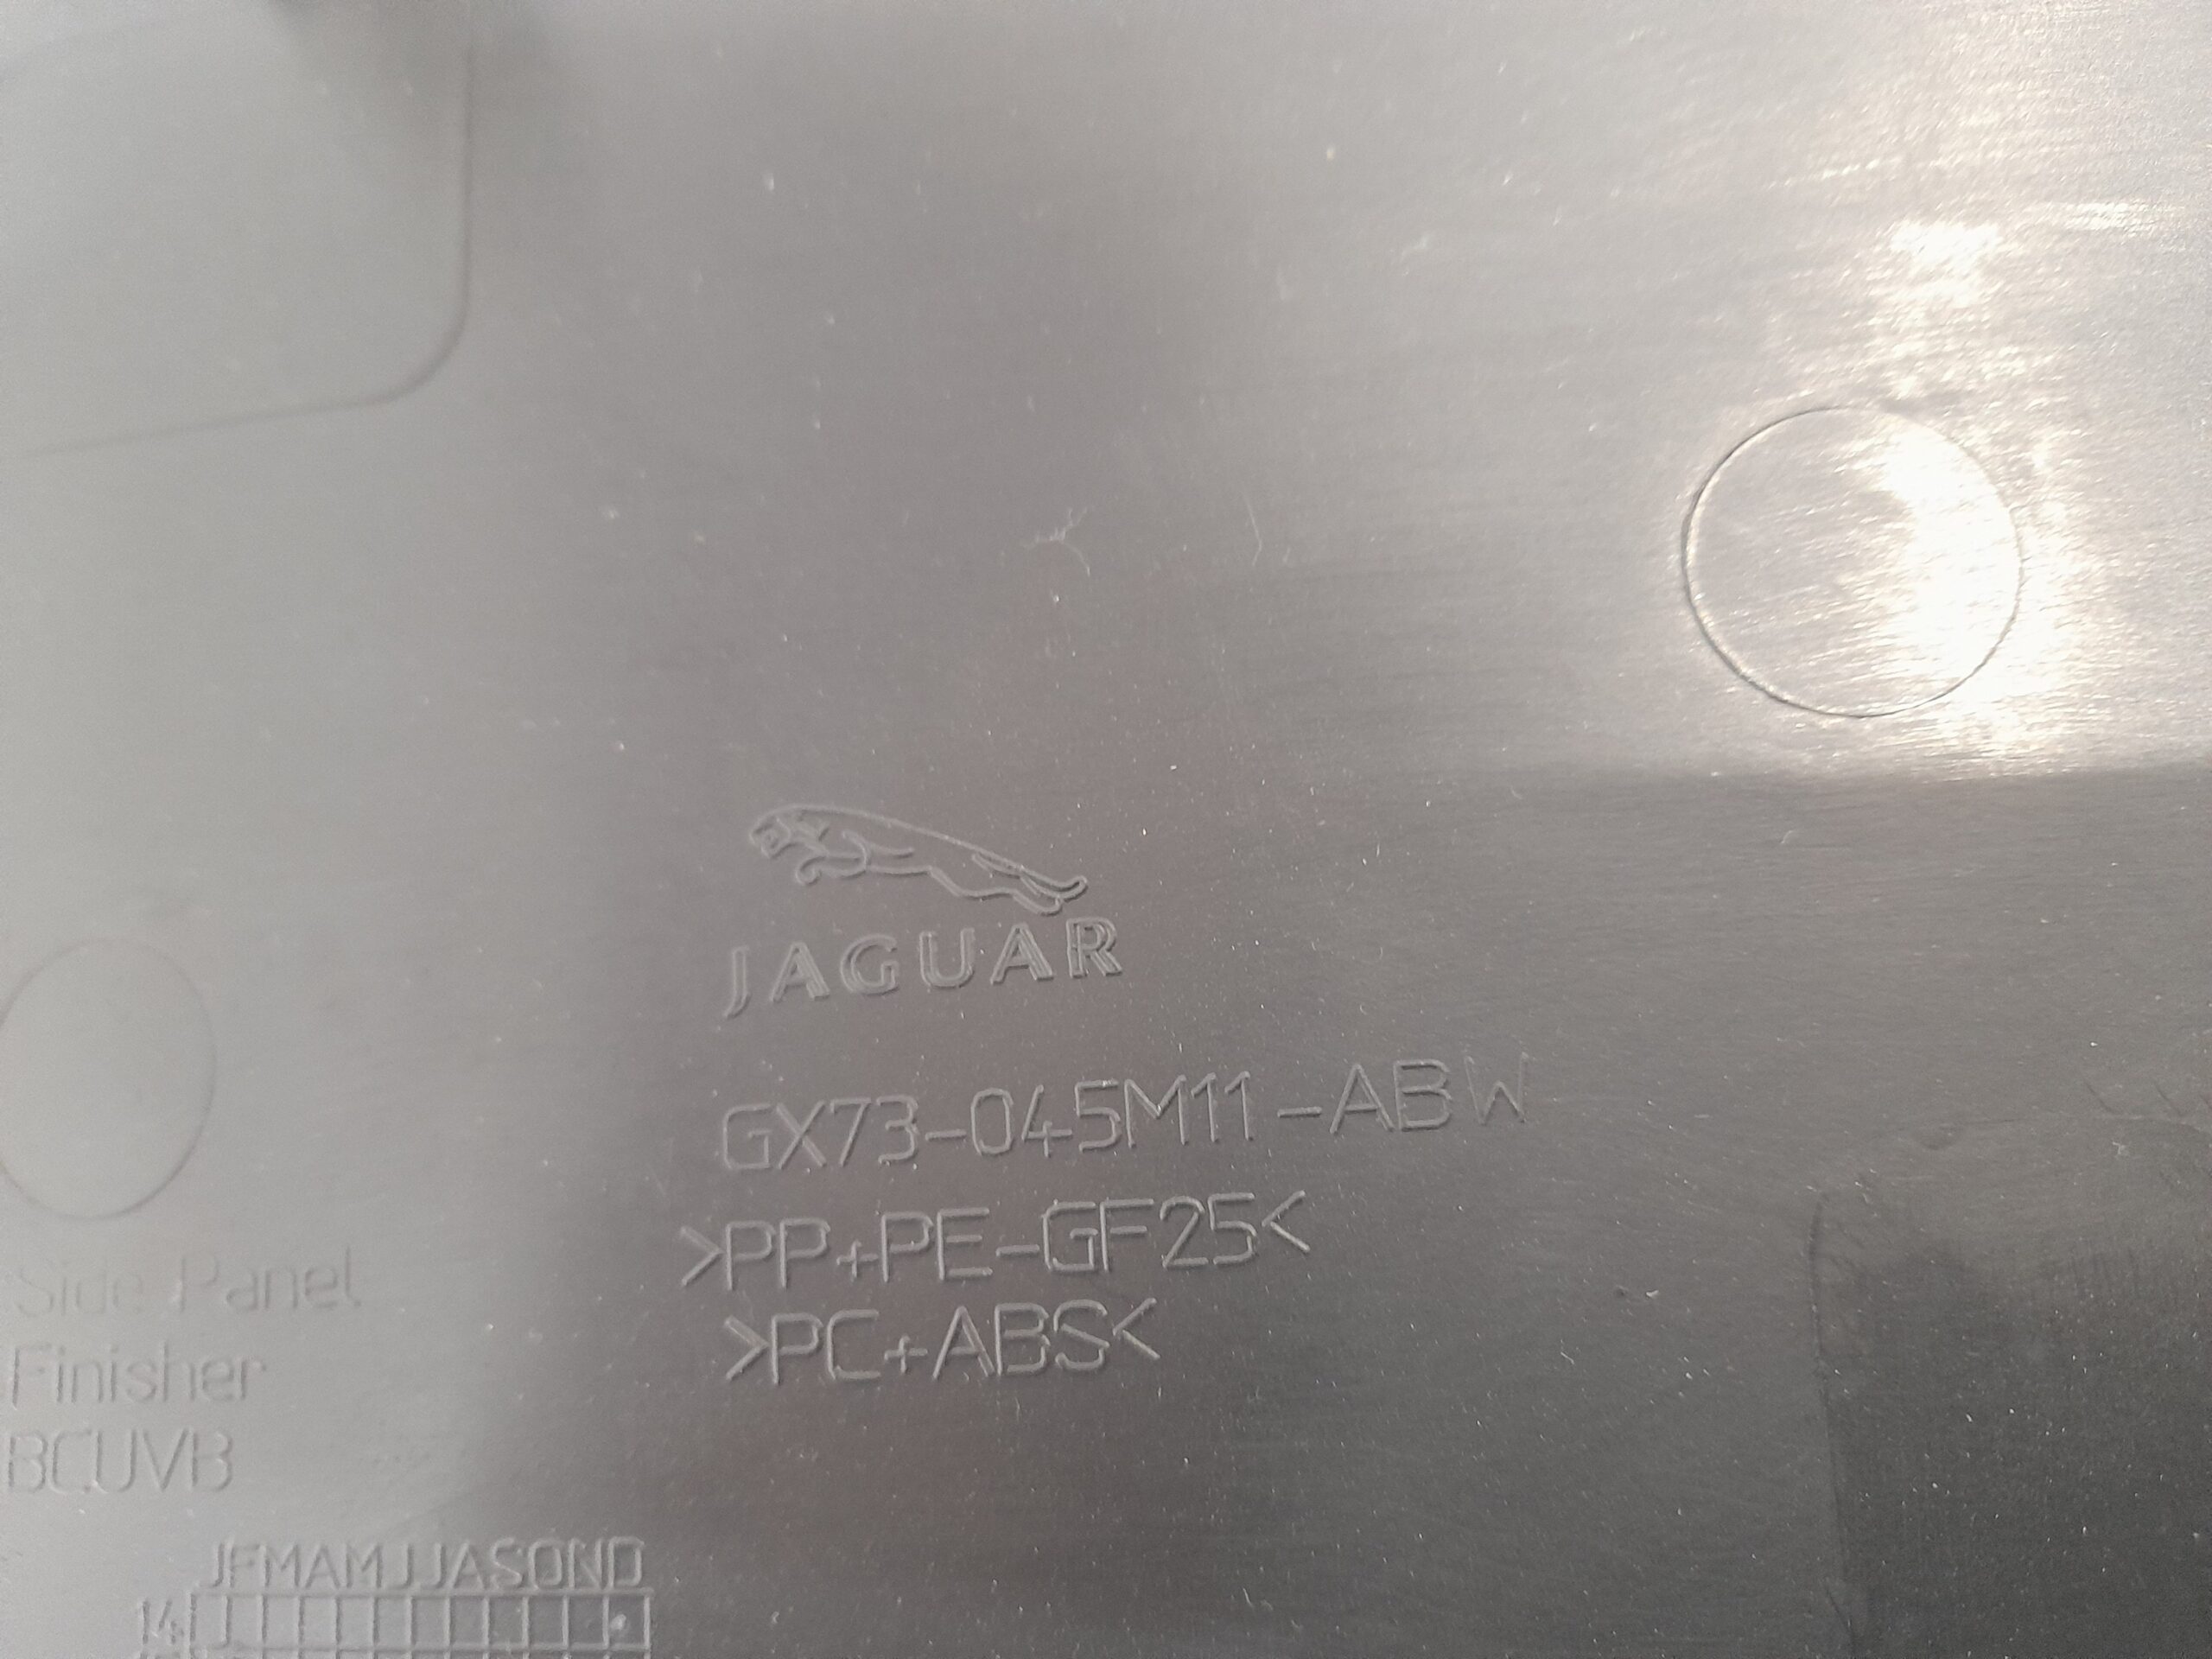 JAGUAR
GX73-045M11-ABW
>PP+PE-GF25<
>PC+ABS<
Side Panel
Finisher
BCUVB
JFMAMJJASOND
14